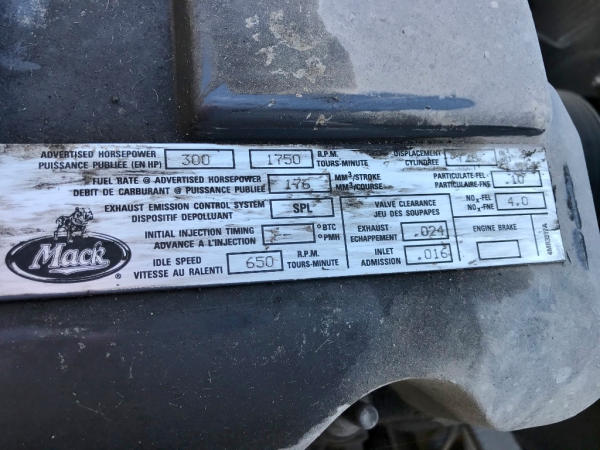 ADVERTISED HORSEPOWER 300 1750 R.P.M. DISPLACEMENT
PUISSANCE PUBLIÉE (EN HP) TOURS-MINUTE CYLINDRÉE
FUEL RATE @ ADVERTISED HORSEPOWER 176 MM³/STROKE PARTICULATE-FEL .10
DEBIT DE CARBURANT @ PUISSANCE PUBLIÉE MM³/COURSE PARTICULAIRE-FNS
EXHAUST EMISSION CONTROL SYSTEM SPL VALVE CLEARANCE NOx-FEL 4.0
DISPOSITIF DEPOLLUANT JEU DES SOUPAPES NOx-FNE
INITIAL INJECTION TIMING °BTC EXHAUST .024 ENGINE BRAKE
ADVANCE A L'INJECTION °PMH ECHAPPEMENT
IDLE SPEED 650 R.P.M. INLET .016
VITESSE AU RALENTI TOURS-MINUTE ADMISSION
Mack ®